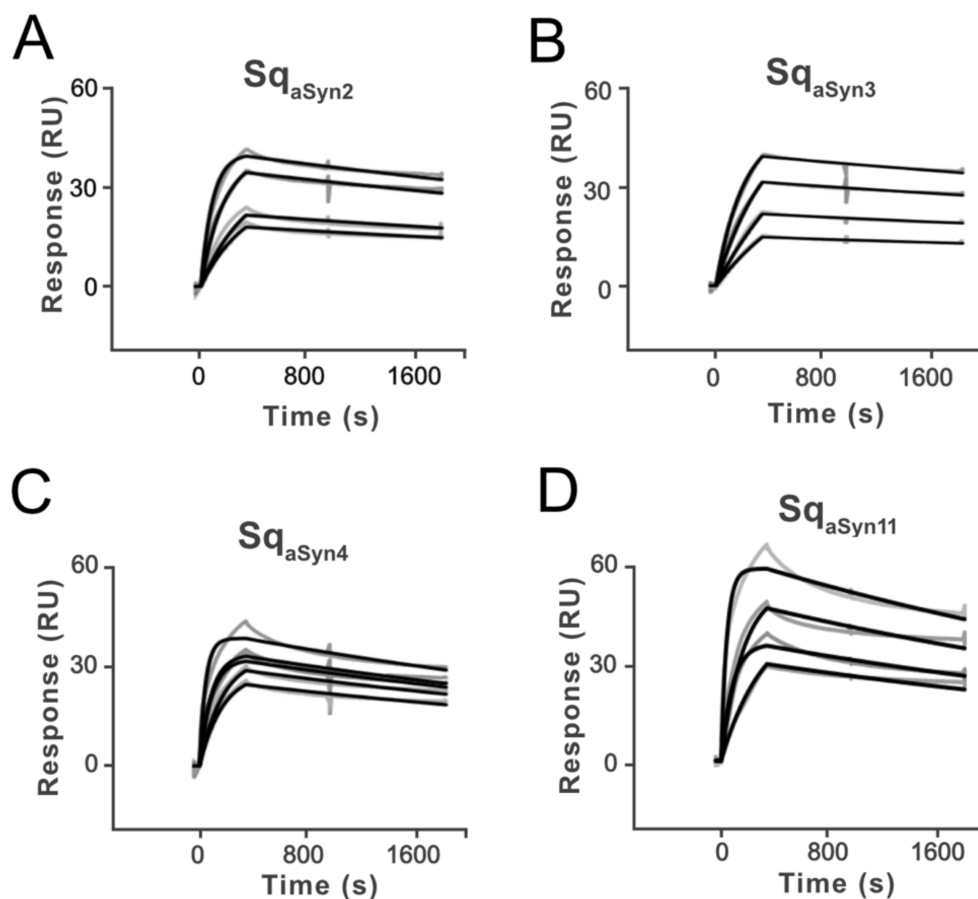 A
Sq aSyn2
Response (RU)
60
30
0
0 800 1600
Time (s)
B
Sq aSyn3
Response (RU)
60
30
0
0 800 1600
Time (s)
C
Sq aSyn4
Response (RU)
60
30
0
0 800 1600
Time (s)
D
Sq aSyn11
Response (RU)
60
30
0
0 800 1600
Time (s)